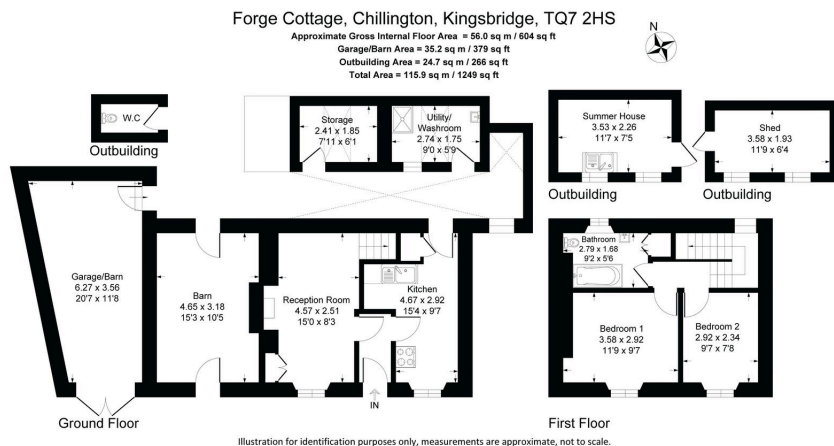 Forge Cottage, Chillington, Kingsbridge, TQ7 2HS
Approximate Gross Internal Floor Area = 56.0 sq m / 604 sq ft
Garage/Barn Area = 35.2 sq m / 379 sq ft
Outbuilding Area = 24.7 sq m / 266 sq ft
Total Area = 115.9 sq m / 1249 sq ft
N
W.C
Outbuilding
Storage
2.41 x 1.85
7'11 x 6'1
Utility/
Washroom
2.74 x 1.75
9'0 x 5'9
Summer House
3.53 x 2.26
11'7 x 7'5
Outbuilding
Shed
3.58 x 1.93
11'9 x 6'4
Outbuilding
Garage/Barn
6.27 x 3.56
20'7 x 11'8
Barn
4.65 x 3.18
15'3 x 10'5
Reception Room
4.57 x 2.51
15'0 x 8'3
Kitchen
4.67 x 2.92
15'4 x 9'7
IN
Ground Floor
Bathroom
2.79 x 1.68
9'2 x 5'6
Bedroom 1
3.58 x 2.92
11'9 x 9'7
Bedroom 2
2.92 x 2.34
9'7 x 7'8
First Floor
Illustration for identification purposes only, measurements are approximate, not to scale.